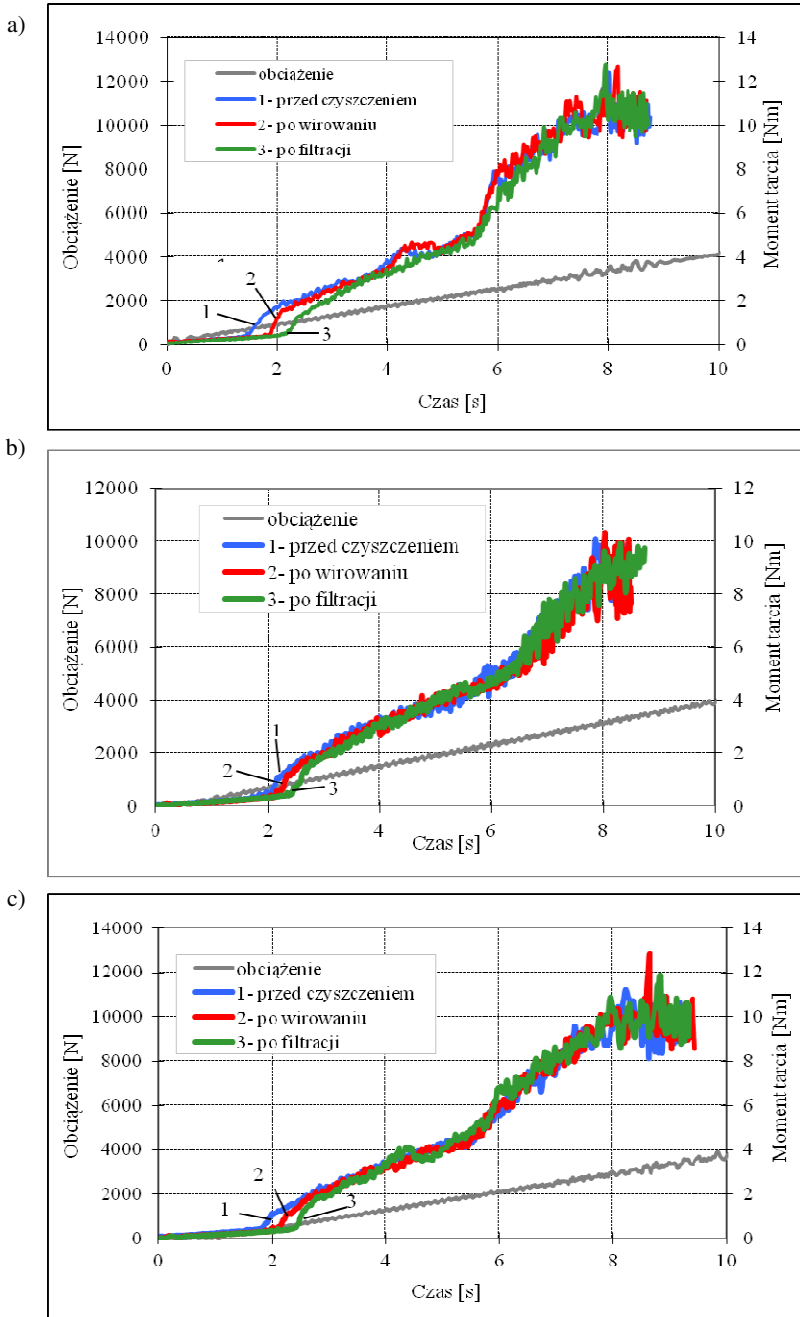 a)
14000
12000
10000
8000
6000
4000
2000
0
Obciążenie [N]
obciążenie
1- przed czyszczeniem
2- po wirowaniu
3- po filtracji
1
2
3
14
12
10
8
6
4
2
0
Moment tarcia [Nm]
0 2 4 6 8 10
Czas [s]
b)
12000
10000
8000
6000
4000
2000
0
Obciążenie [N]
obciążenie
1- przed czyszczeniem
2- po wirowaniu
3- po filtracji
1
2
3
12
10
8
6
4
2
0
Moment tarcia [Nm]
0 2 4 6 8 10
Czas [s]
c)
14000
12000
10000
8000
6000
4000
2000
0
Obciążenie [N]
obciążenie
1- przed czyszczeniem
2- po wirowaniu
3- po filtracji
2
1
3
14
12
10
8
6
4
2
0
Moment tarcia [Nm]
0 2 4 6 8 10
Czas [s]